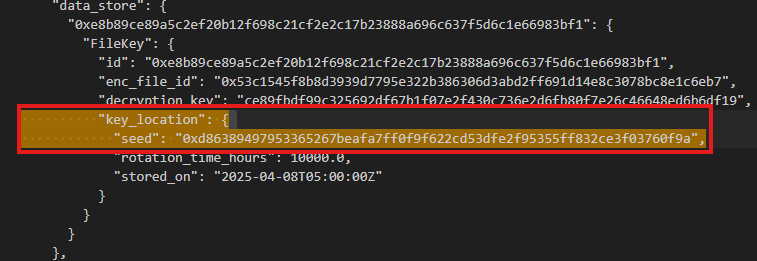 "data_store": {
"0xe8b89ce89a5c2ef20b12f698c21cf2e2c17b23888a696c637f5d6c1e66983bf1": {
"FileKey": {
"id": "0xe8b89ce89a5c2ef20b12f698c21cf2e2c17b23888a696c637f5d6c1e66983bf1",
"enc_file_id": "0x53c1545f8b8d3939d7795e322b386306d3abd2ff691d14e8c3078bc8e1c6eb7",
"decryption_key": "ce89fbdf99c325692df67b1f07e2f430c736e2d6fb80f7e26c46648ed6b6df19",
"key_location": {
"seed": "0xd86389497953365267beafa7ff0f9f622cd53dfe2f95355ff832ce3f03760f9a",
"rotation_time_hours": 10000.0,
"stored_on": "2025-04-08T05:00:00Z"
}
}
}
},